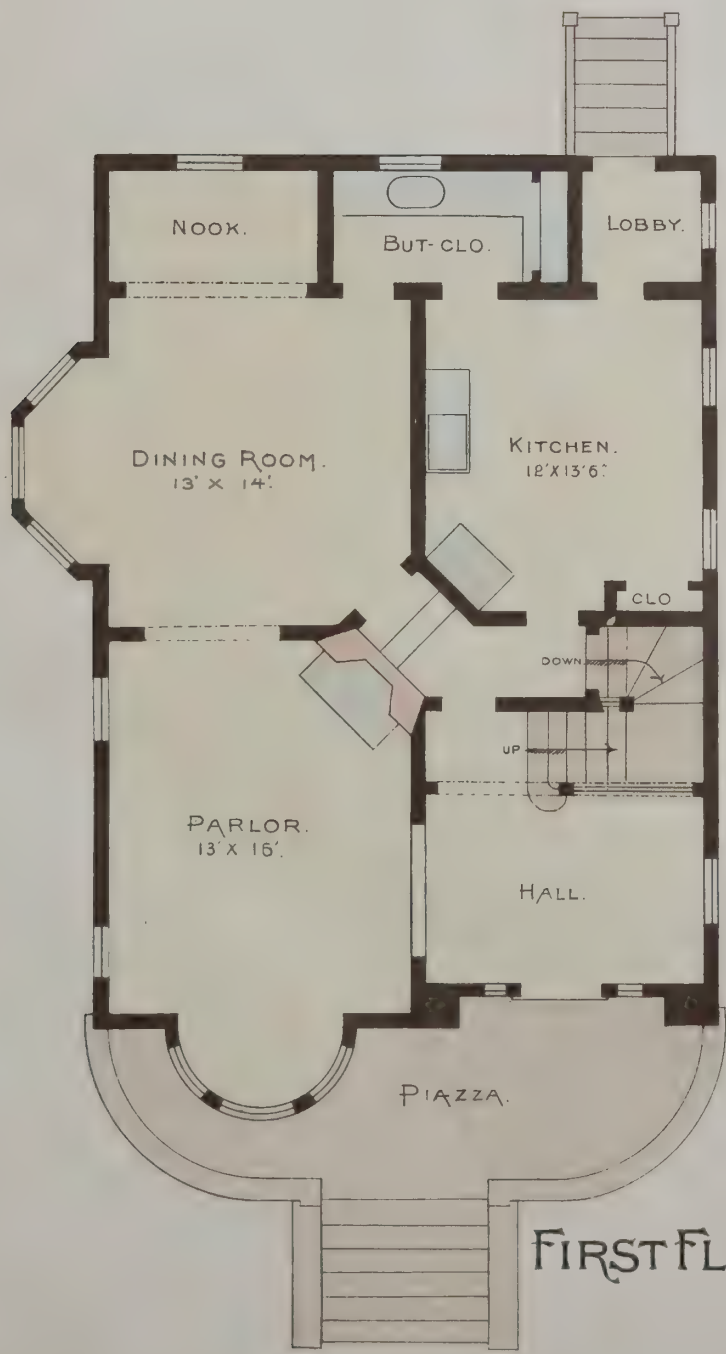 NOOK.
BUT-CLO.
LOBBY.
DINING ROOM.
13' X 14'.
KITCHEN.
12' X 13'6".
CLO
DOWN
UP
PARLOR.
13' X 16'.
HALL.
PIAZZA.
FIRST FL